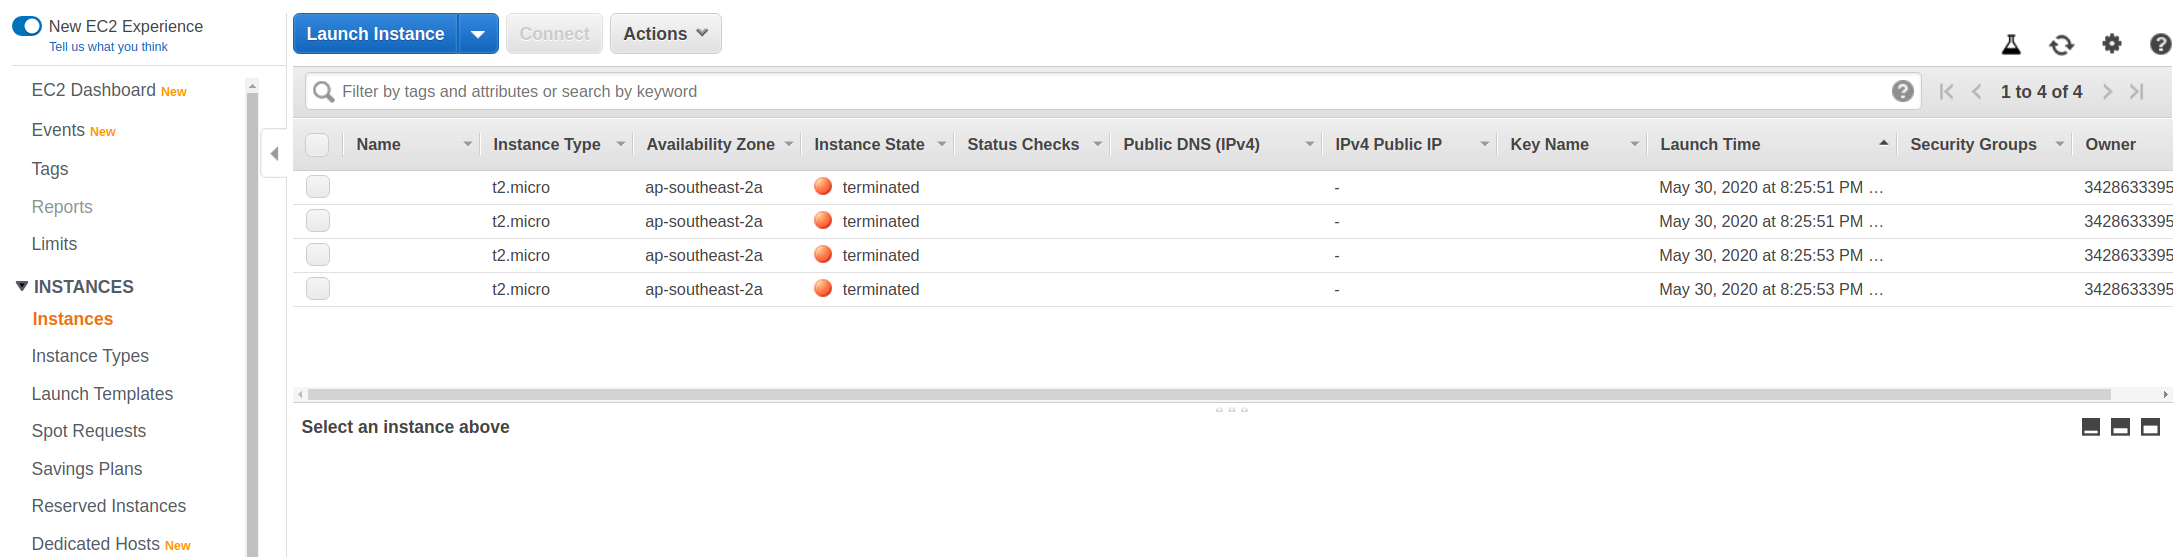 New EC2 Experience
Tell us what you think
EC2 Dashboard New
Events New
Tags
Reports
Limits
INSTANCES
Instances
Instance Types
Launch Templates
Spot Requests
Savings Plans
Reserved Instances
Dedicated Hosts New
Launch Instance Connect Actions
Filter by tags and attributes or search by keyword 1 to 4 of 4
Name Instance Type Availability Zone Instance State Status Checks Public DNS (IPv4) IPv4 Public IP Key Name Launch Time Security Groups Owner
t2.micro ap-southeast-2a terminated - May 30, 2020 at 8:25:51 PM ... 3428633395
t2.micro ap-southeast-2a terminated - May 30, 2020 at 8:25:51 PM ... 3428633395
t2.micro ap-southeast-2a terminated - May 30, 2020 at 8:25:53 PM ... 3428633395
t2.micro ap-southeast-2a terminated - May 30, 2020 at 8:25:53 PM ... 3428633395
Select an instance above